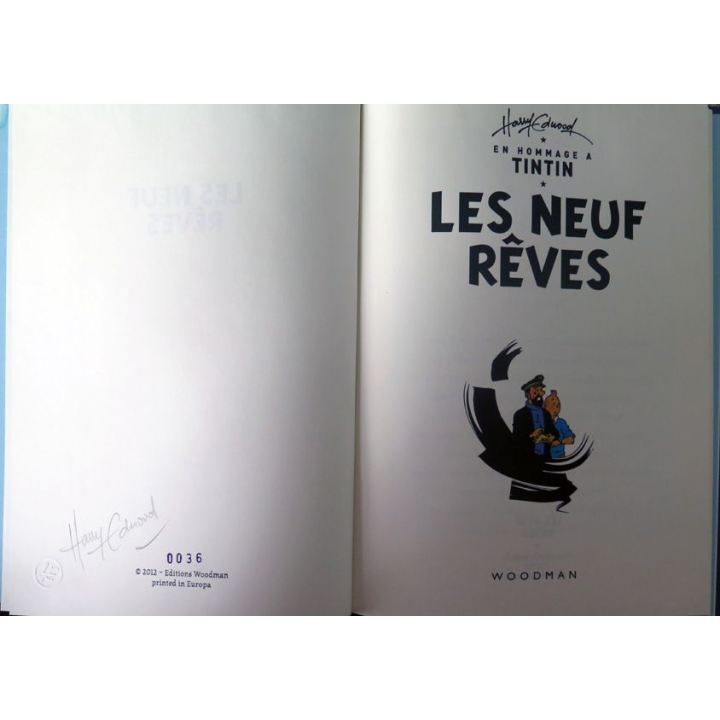 Harry Edwood
0036
© 2012 - Editions Woodman
printed in Europa
Harry Edwood
EN HOMMAGE A
TINTIN
LES NEUF
RÊVES
WOODMAN